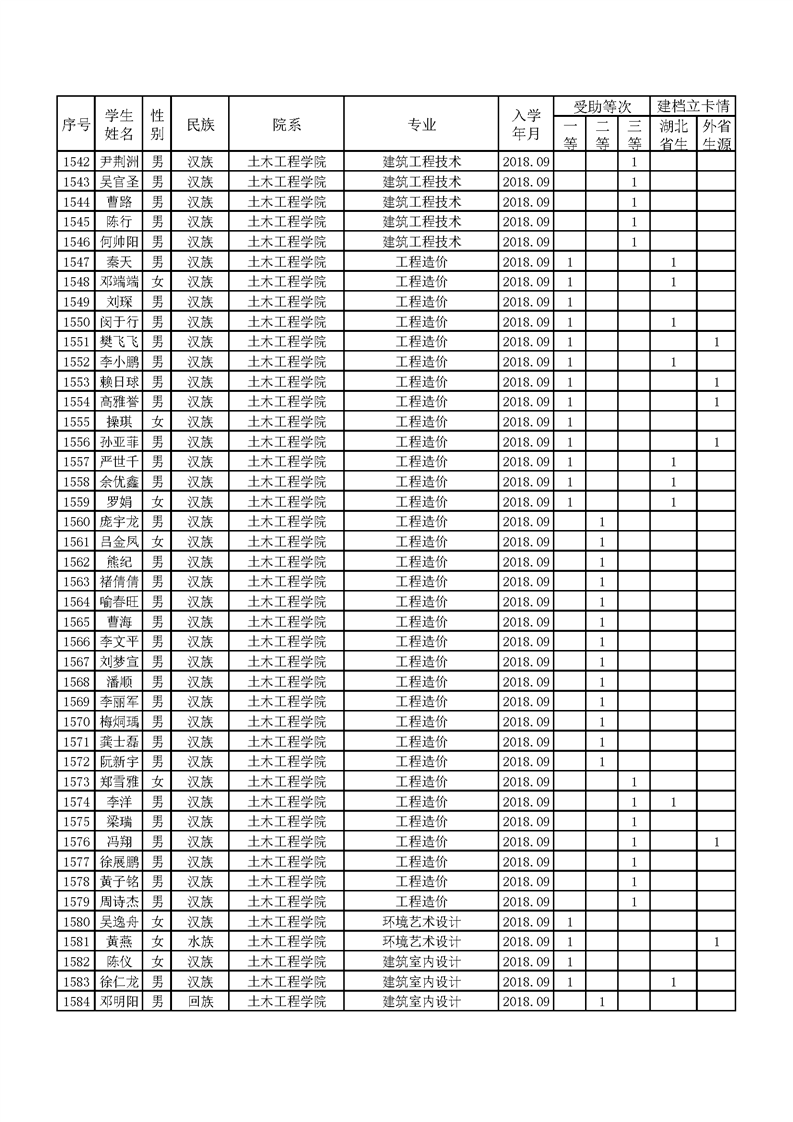 序号 学生姓名 性别 民族 院系 专业 入学年月 受助等次 建档立卡情
一等 二等 三等 湖北省生 外省生源
1542 尹荆洲 男 汉族 土木工程学院 建筑工程技术 2018.09 1
1543 吴官圣 男 汉族 土木工程学院 建筑工程技术 2018.09 1
1544 曹路 男 汉族 土木工程学院 建筑工程技术 2018.09 1
1545 陈行 男 汉族 土木工程学院 建筑工程技术 2018.09 1
1546 何帅阳 男 汉族 土木工程学院 建筑工程技术 2018.09 1
1547 秦天 男 汉族 土木工程学院 工程造价 2018.09 1 1
1548 邓端端 女 汉族 土木工程学院 工程造价 2018.09 1 1
1549 刘琛 男 汉族 土木工程学院 工程造价 2018.09 1
1550 闵于行 男 汉族 土木工程学院 工程造价 2018.09 1 1
1551 樊飞飞 男 汉族 土木工程学院 工程造价 2018.09 1 1
1552 李小鹏 男 汉族 土木工程学院 工程造价 2018.09 1 1
1553 赖日球 男 汉族 土木工程学院 工程造价 2018.09 1 1
1554 高雅誉 男 汉族 土木工程学院 工程造价 2018.09 1 1
1555 操琪 女 汉族 土木工程学院 工程造价 2018.09 1
1556 孙亚菲 男 汉族 土木工程学院 工程造价 2018.09 1 1
1557 严世千 男 汉族 土木工程学院 工程造价 2018.09 1 1
1558 余优鑫 男 汉族 土木工程学院 工程造价 2018.09 1 1
1559 罗娟 女 汉族 土木工程学院 工程造价 2018.09 1 1
1560 庞宇龙 男 汉族 土木工程学院 工程造价 2018.09 1
1561 吕金凤 女 汉族 土木工程学院 工程造价 2018.09 1
1562 熊纪 男 汉族 土木工程学院 工程造价 2018.09 1
1563 褚倩倩 男 汉族 土木工程学院 工程造价 2018.09 1
1564 喻春旺 男 汉族 土木工程学院 工程造价 2018.09 1
1565 曹海 男 汉族 土木工程学院 工程造价 2018.09 1
1566 李文平 男 汉族 土木工程学院 工程造价 2018.09 1
1567 刘梦宣 男 汉族 土木工程学院 工程造价 2018.09 1
1568 潘顺 男 汉族 土木工程学院 工程造价 2018.09 1
1569 李丽军 男 汉族 土木工程学院 工程造价 2018.09 1
1570 梅炯瑀 男 汉族 土木工程学院 工程造价 2018.09 1
1571 龚士磊 男 汉族 土木工程学院 工程造价 2018.09 1
1572 阮新宇 男 汉族 土木工程学院 工程造价 2018.09 1
1573 郑雪雅 女 汉族 土木工程学院 工程造价 2018.09 1
1574 李洋 男 汉族 土木工程学院 工程造价 2018.09 1 1
1575 梁瑞 男 汉族 土木工程学院 工程造价 2018.09 1
1576 冯翔 男 汉族 土木工程学院 工程造价 2018.09 1 1
1577 徐展鹏 男 汉族 土木工程学院 工程造价 2018.09 1
1578 黄子铭 男 汉族 土木工程学院 工程造价 2018.09 1
1579 周诗杰 男 汉族 土木工程学院 工程造价 2018.09 1
1580 吴逸舟 女 汉族 土木工程学院 环境艺术设计 2018.09 1
1581 黄燕 女 水族 土木工程学院 环境艺术设计 2018.09 1 1
1582 陈仪 女 汉族 土木工程学院 建筑室内设计 2018.09 1
1583 徐仁龙 男 汉族 土木工程学院 建筑室内设计 2018.09 1 1
1584 邓明阳 男 回族 土木工程学院 建筑室内设计 2018.09 1